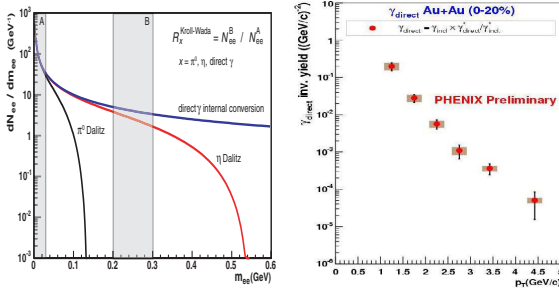 A
B
R_x^Kroll-Wada = N_ee^B / N_ee^A
x = π⁰, η, direct γ
direct γ internal conversion
π⁰ Dalitz
η Dalitz
dN_ee / dm_ee (GeV⁻¹)
10³
10²
10
1
10⁻¹
10⁻²
10⁻³
0 0.1 0.2 0.3 0.4 0.5 0.6
m_ee(GeV)
γ_direct Au+Au (0-20%)
γ_direct = γ_incl × γ*_direct/γ*_incl.
PHENIX Preliminary
γ_direct inv. yield ((GeV/c)⁻²)
10²
10
1
10⁻¹
10⁻²
10⁻³
10⁻⁴
10⁻⁵
10⁻⁶
0 0.5 1 1.5 2 2.5 3 3.5 4 4.5 5
p_T(GeV/c)